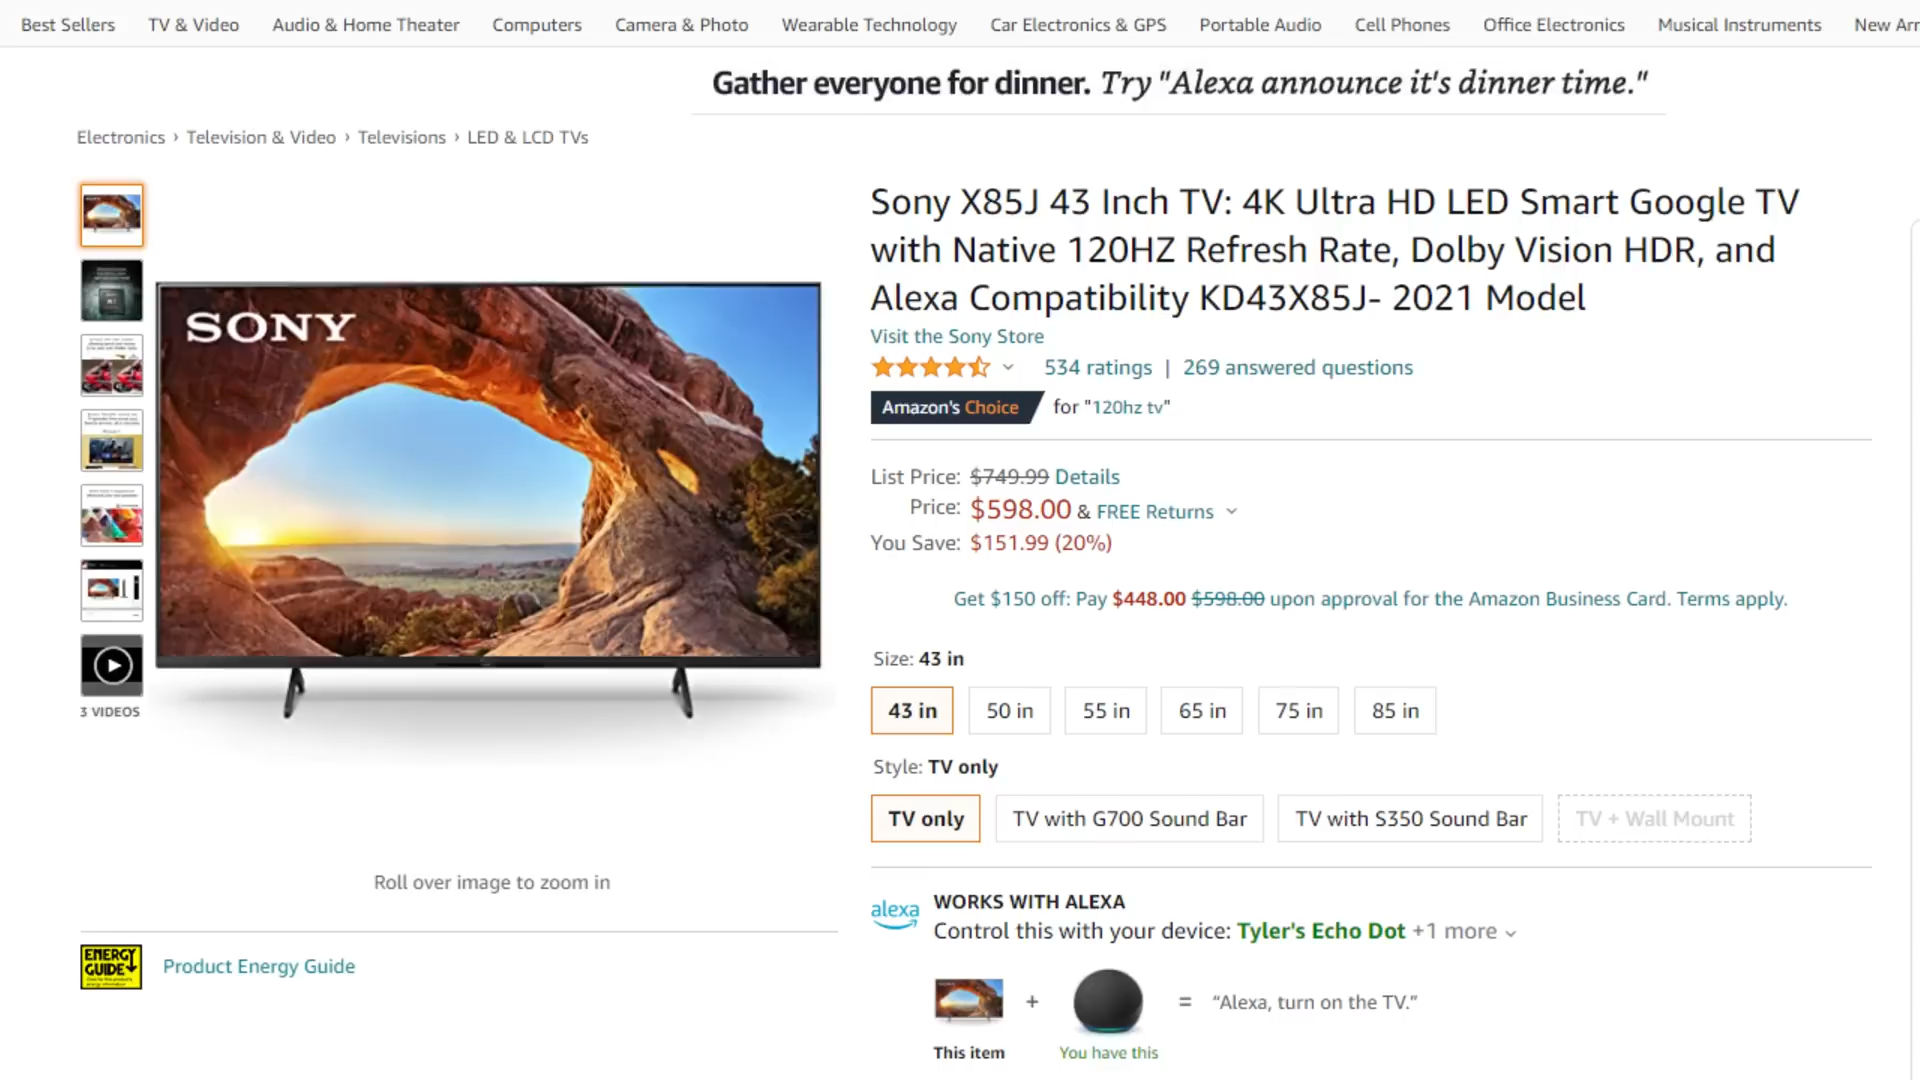 Best Sellers TV & Video Audio & Home Theater Computers Camera & Photo Wearable Technology Car Electronics & GPS Portable Audio Cell Phones Office Electronics Musical Instruments New Arr
Gather everyone for dinner. Try "Alexa announce it's dinner time."
Electronics › Television & Video › Televisions › LED & LCD TVs
Sony X85J 43 Inch TV: 4K Ultra HD LED Smart Google TV
with Native 120HZ Refresh Rate, Dolby Vision HDR, and
Alexa Compatibility KD43X85J- 2021 Model
Visit the Sony Store
534 ratings | 269 answered questions
Amazon's Choice for "120hz tv"
SONY
List Price: $749.99 Details
Price: $598.00 & FREE Returns
You Save: $151.99 (20%)
Get $150 off: Pay $448.00 $598.00 upon approval for the Amazon Business Card. Terms apply.
Size: 43 in
43 in 50 in 55 in 65 in 75 in 85 in
3 VIDEOS
Style: TV only
TV only TV with G700 Sound Bar TV with S350 Sound Bar TV + Wall Mount
Roll over image to zoom in
WORKS WITH ALEXA
alexa
Control this with your device: Tyler's Echo Dot +1 more
ENERGY
GUIDE
Product Energy Guide
+ = “Alexa, turn on the TV.”
This item You have this